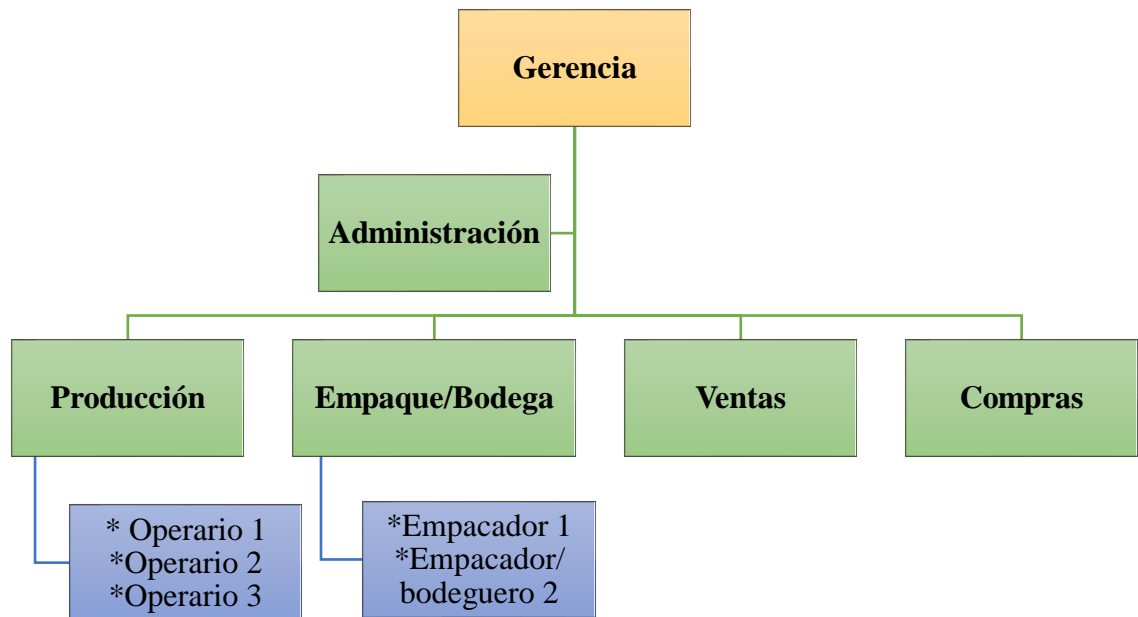 Gerencia
Administración
Producción
Empaque/Bodega
Ventas
Compras
* Operario 1
*Operario 2
*Operario 3
*Empacador 1
*Empacador/
bodeguero 2